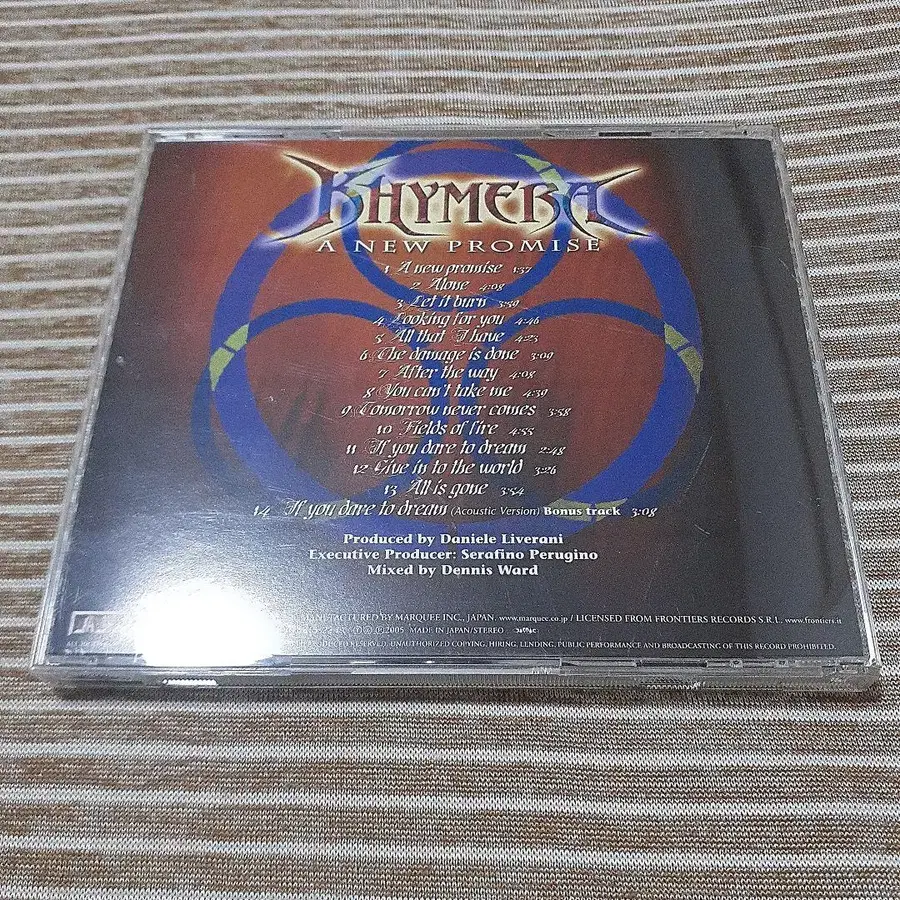 KHYMERA
A NEW PROMISE
1 A new promise 1:37
2 Alone 4:08
3 Let it burn 3:59
4 Looking for you 4:46
5 All that I have 4:23
6 The damage is done 3:09
7 After the way 4:08
8 You can't take me 4:39
9 Tomorrow never comes 3:58
10 Fields of fire 4:55
11 If you dare to dream 2:48
12 Give in to the world 3:26
13 All is gone 3:54
14 If you dare to dream (Acoustic Version) Bonus track 3:08
Produced by Daniele Liverani
Executive Producer: Serafino Perugino
Mixed by Dennis Ward
MANUFACTURED BY MARQUEE INC., JAPAN. www.marquee.co.jp / LICENSED FROM FRONTIERS RECORDS S.R.L. www.frontiers.it
℗2005 MADE IN JAPAN/STEREO
RESERVED. UNAUTHORIZED COPYING, HIRING, LENDING, PUBLIC PERFORMANCE AND BROADCASTING OF THIS RECORD PROHIBITED.